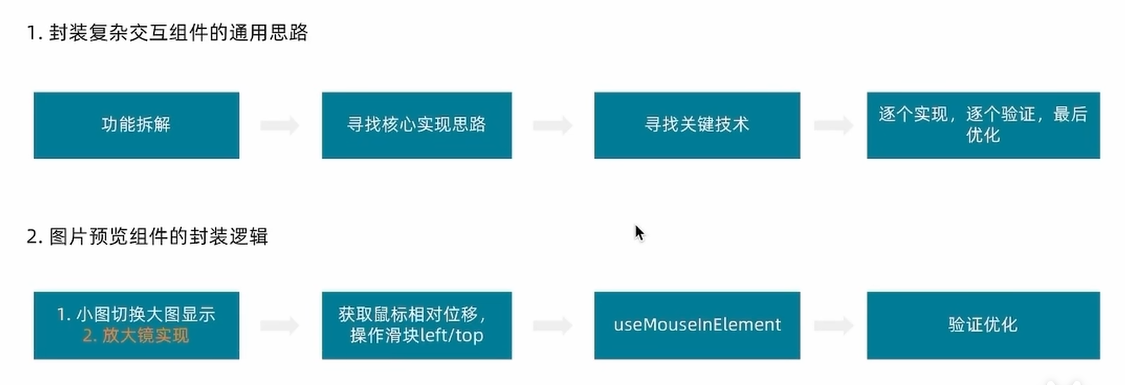 1. 封装复杂交互组件的通用思路
功能拆解
寻找核心实现思路
寻找关键技术
逐个实现，逐个验证，最后
优化
2. 图片预览组件的封装逻辑
1. 小图切换大图显示
2. 放大镜实现
获取鼠标相对位移，
操作滑块left/top
useMouseInElement
验证优化